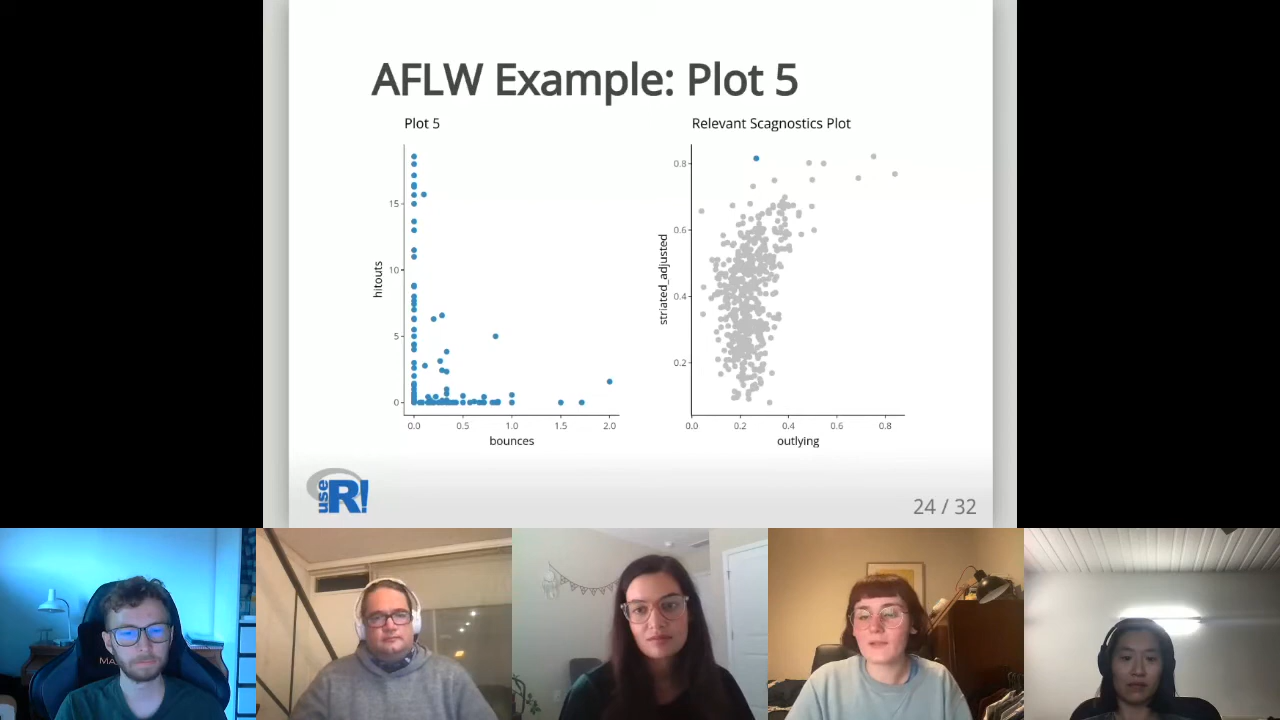 AFLW Example: Plot 5
Plot 5
hitouts
15
10
5
0
0.0 0.5 1.0 1.5 2.0
bounces
Relevant Scagnostics Plot
striated_adjusted
0.8
0.6
0.4
0.2
0.0 0.2 0.4 0.6 0.8
outlying
use R!
24 / 32